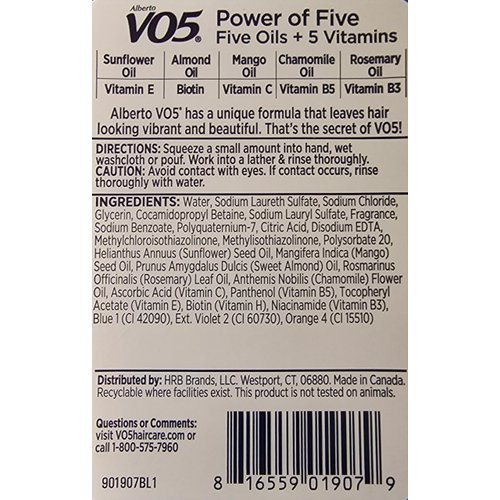 Alberto
VO5® Power of Five
Five Oils + 5 Vitamins
Sunflower Oil Almond Oil Mango Oil Chamomile Oil Rosemary Oil
Vitamin E Biotin Vitamin C Vitamin B5 Vitamin B3
Alberto VO5® has a unique formula that leaves hair
looking vibrant and beautiful. That's the secret of VO5!
DIRECTIONS: Squeeze a small amount into hand, wet
washcloth or pouf. Work into a lather & rinse thoroughly.
CAUTION: Avoid contact with eyes. If contact occurs, rinse
thoroughly with water.
INGREDIENTS: Water, Sodium Laureth Sulfate, Sodium Chloride,
Glycerin, Cocamidopropyl Betaine, Sodium Lauryl Sulfate, Fragrance,
Sodium Benzoate, Polyquaternium-7, Citric Acid, Disodium EDTA,
Methylchloroisothiazolinone, Methylisothiazolinone, Polysorbate 20,
Helianthus Annuus (Sunflower) Seed Oil, Mangifera Indica (Mango)
Seed Oil, Prunus Amygdalus Dulcis (Sweet Almond) Oil, Rosmarinus
Officinalis (Rosemary) Leaf Oil, Anthemis Nobilis (Chamomile) Flower
Oil, Ascorbic Acid (Vitamin C), Panthenol (Vitamin B5), Tocopheryl
Acetate (Vitamin E), Biotin (Vitamin H), Niacinamide (Vitamin B3),
Blue 1 (CI 42090), Ext. Violet 2 (CI 60730), Orange 4 (CI 15510)
Distributed by: HRB Brands, LLC. Westport, CT, 06880. Made in Canada.
Recyclable where facilities exist. This product is not tested on animals.
Questions or Comments:
visit VO5haircare.com or
call 1-800-575-7960
901907BL1
8 16559 01907 9